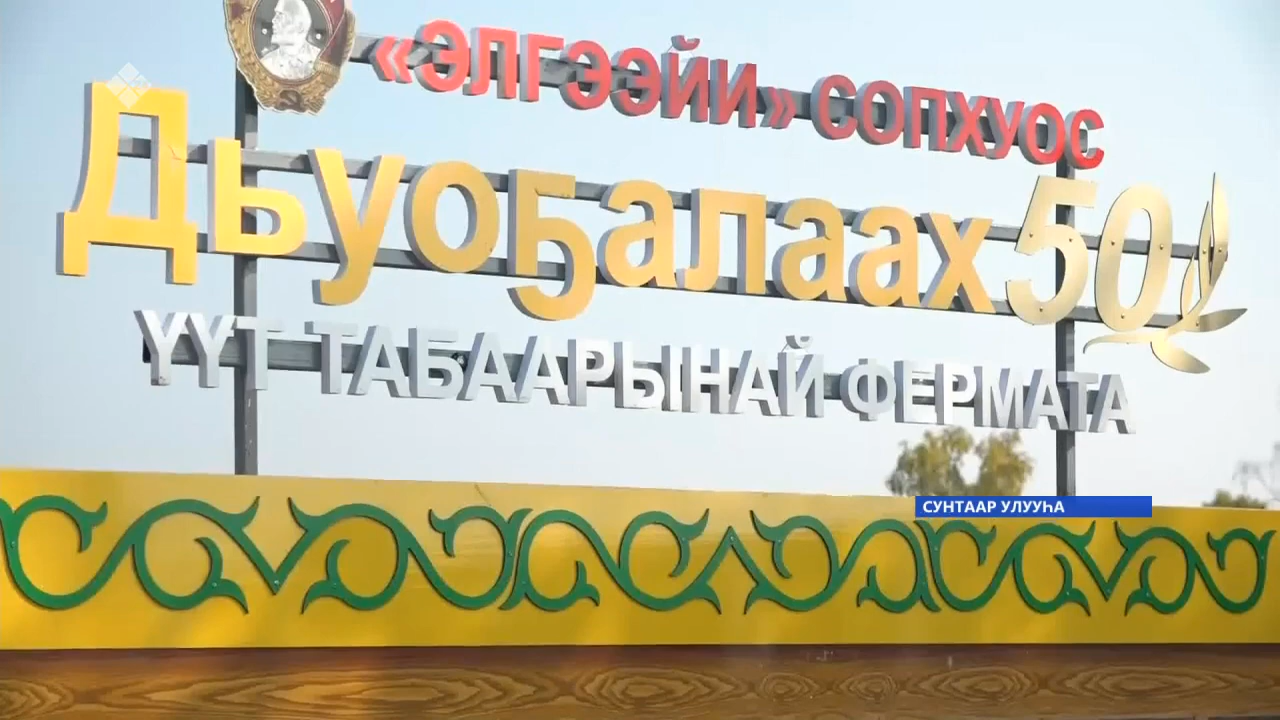 «ЭЛГЭЭЙИ» СОПХУОС
Дьуоҕалаах 50
ҮҮТ ТАБААРЫНАЙ ФЕРМАТА
СУНТААР УЛУУҺА